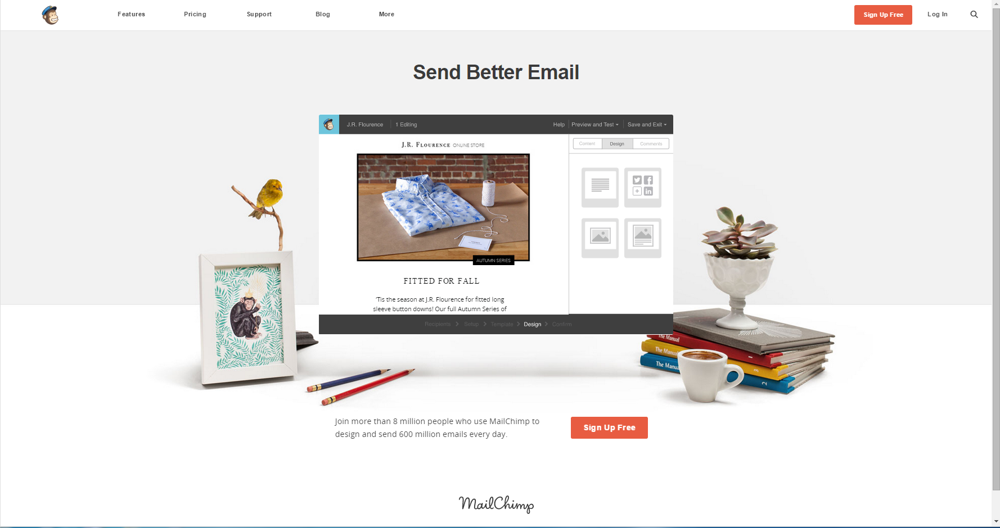 Features Pricing Support Blog More Sign Up Free Log In
Send Better Email
J.R. Flourence 1 Editing Help Preview and Test Save and Exit
J.R. Flourence ONLINE STORE
Content Design Comments
AUTUMN SERIES
FITTED FOR FALL
'Tis the season at J.R. Flourence for fitted long
sleeve button downs! Our full Autumn Series of
Recipients Setup Template Design Confirm
The Manual
1
The Manual
3
The Manua
2
Join more than 8 million people who use MailChimp to
design and send 600 million emails every day.
Sign Up Free
MailChimp